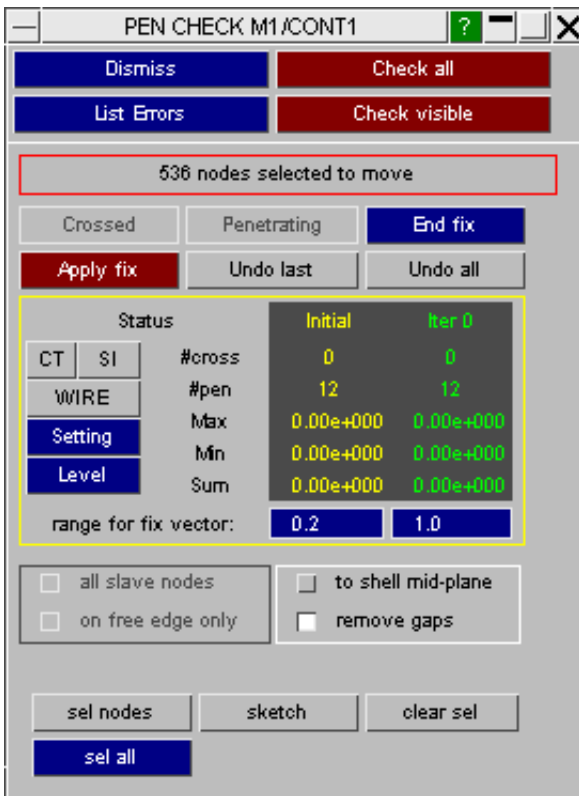 PEN CHECK M1/CONT1 ?
Dismiss Check all
List Errors Check visible
536 nodes selected to move
Crossed Penetrating End fix
Apply fix Undo last Undo all
Status Initial Iter 0
CT SI #cross 0 0
WIRE #pen 12 12
Setting Max 0.00e+000 0.00e+000
Level Min 0.00e+000 0.00e+000
Sum 0.00e+000 0.00e+000
range for fix vector: 0.2 1.0
all slave nodes to shell mid-plane
on free edge only remove gaps
sel nodes sketch clear sel
sel all